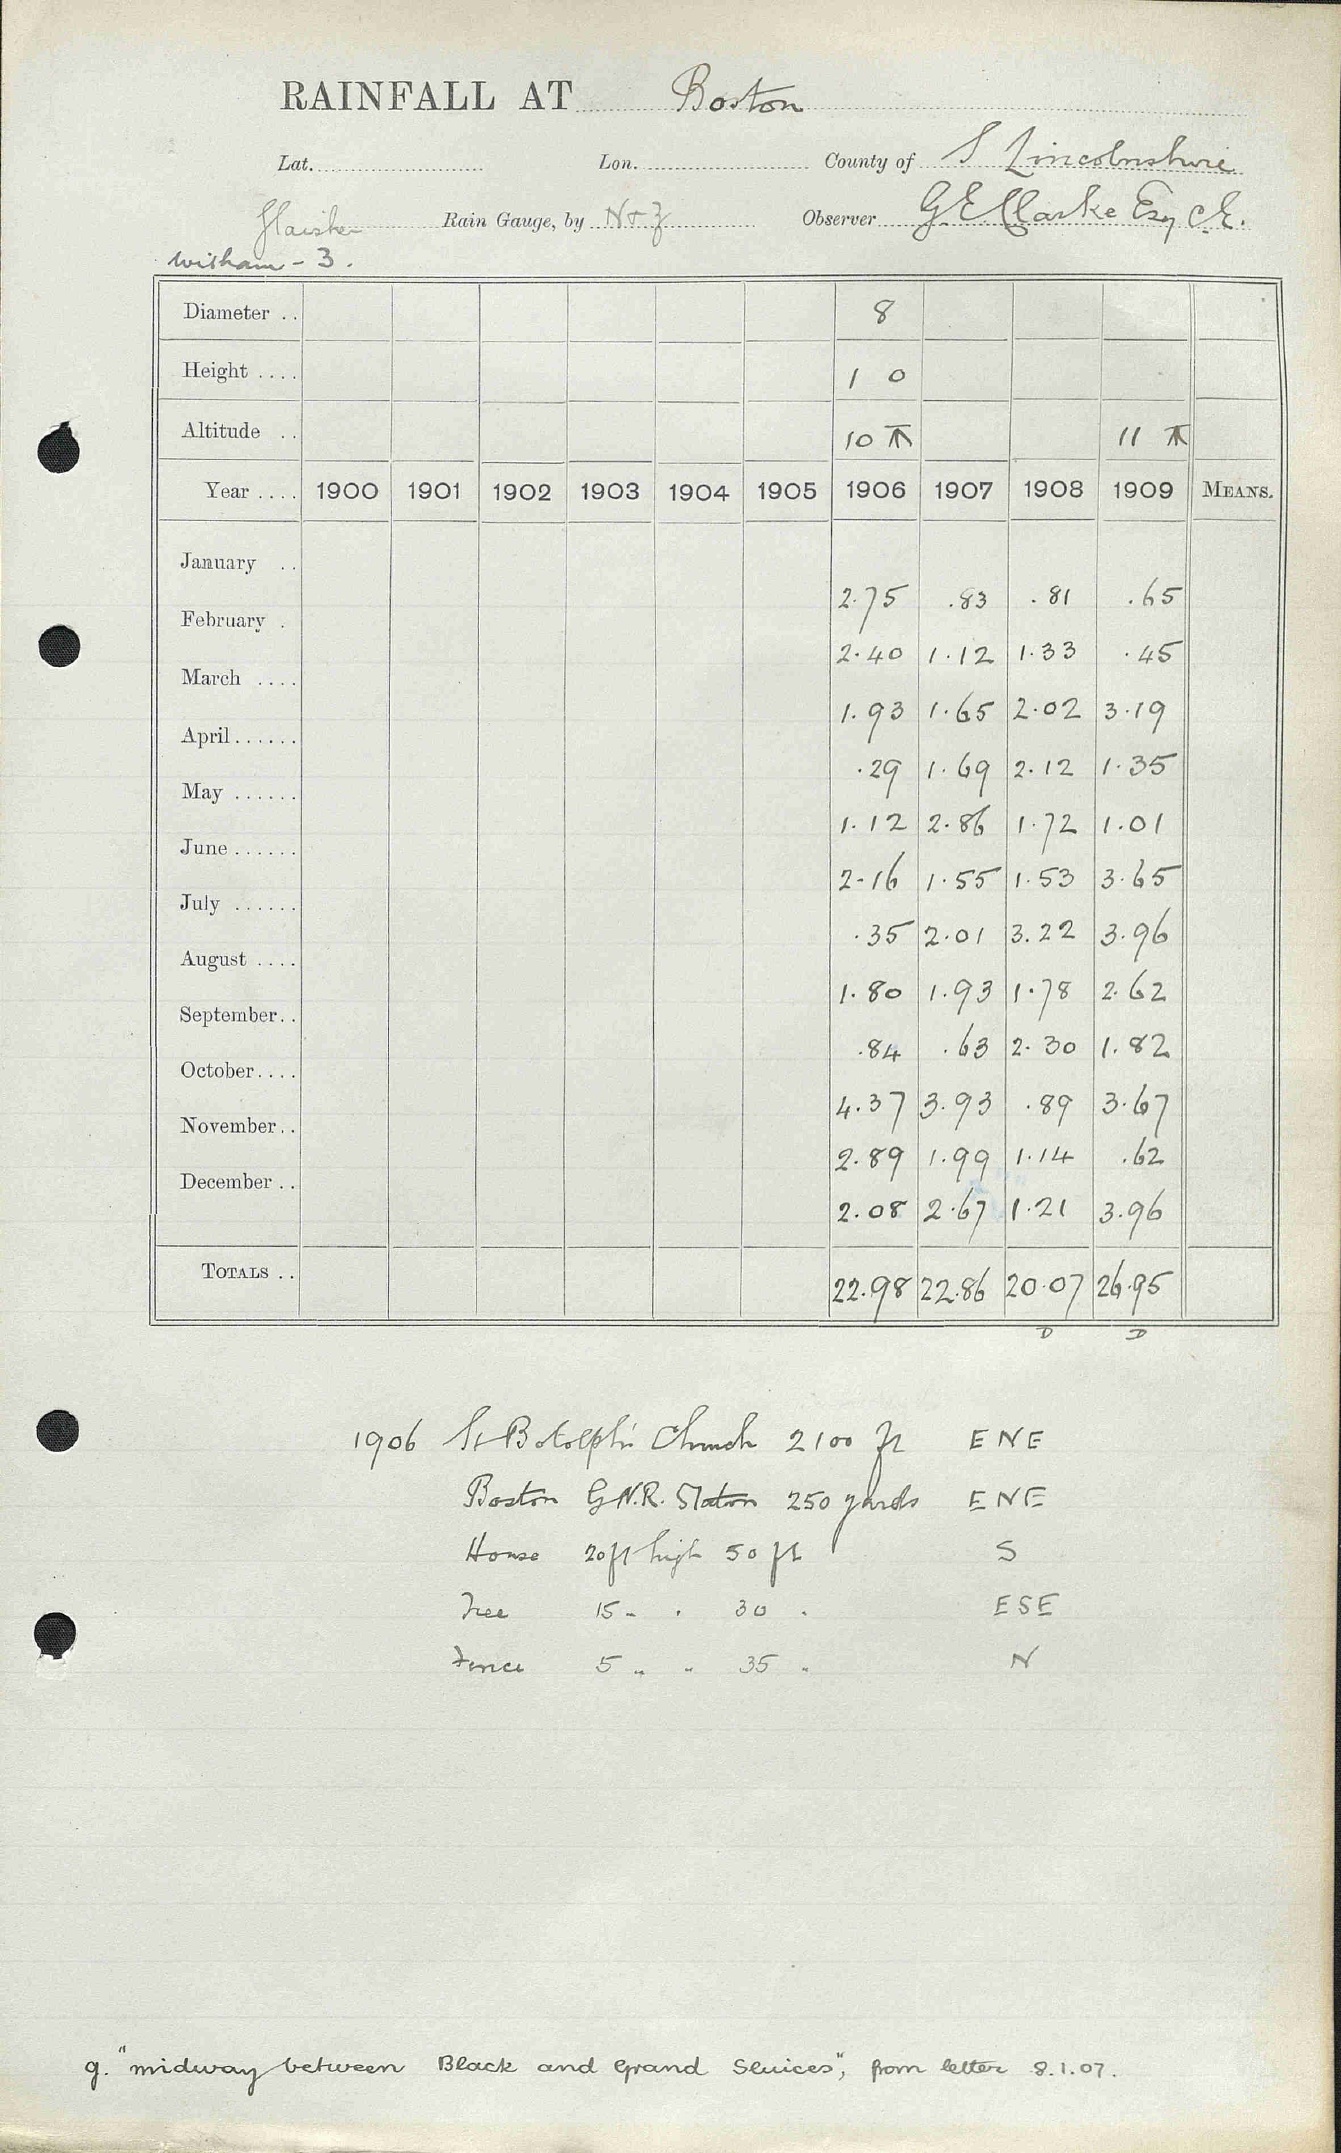 RAINFALL AT Boston
Lat. Lon. County of S Lincolnshire
Glaisher Rain Gauge, by N & Z Observer G E Clarke Esq C.E.
Witham - 3.
Diameter .. 8
Height .... 1 0
Altitude .. 10 11
Year .... 1900 1901 1902 1903 1904 1905 1906 1907 1908 1909 MEANS.
January .. 2.75 .83 .81 .65
February . 2.40 1.12 1.33 .45
March .... 1.93 1.65 2.02 3.19
April...... .29 1.69 2.12 1.35
May ...... 1.12 2.86 1.72 1.01
June ...... 2.16 1.55 1.53 3.65
July ...... .35 2.01 3.22 3.96
August .... 1.80 1.93 1.78 2.62
September.. .84 .63 2.30 1.82
October.... 4.37 3.93 .89 3.67
November.. 2.89 1.99 1.14 .62
December .. 2.08 2.67 1.21 3.96
TOTALS .. 22.98 22.86 20.07 26.95
D D
1906 St Botolph's Church 2100 ft ENE
Boston G.N.R. Station 250 yards ENE
House 20 ft high 50 ft S
Tree 15 " " 30 " ESE
Fence 5 " " 35 " N
g. "midway between Black and Grand Sluices", from letter 8.1.07.